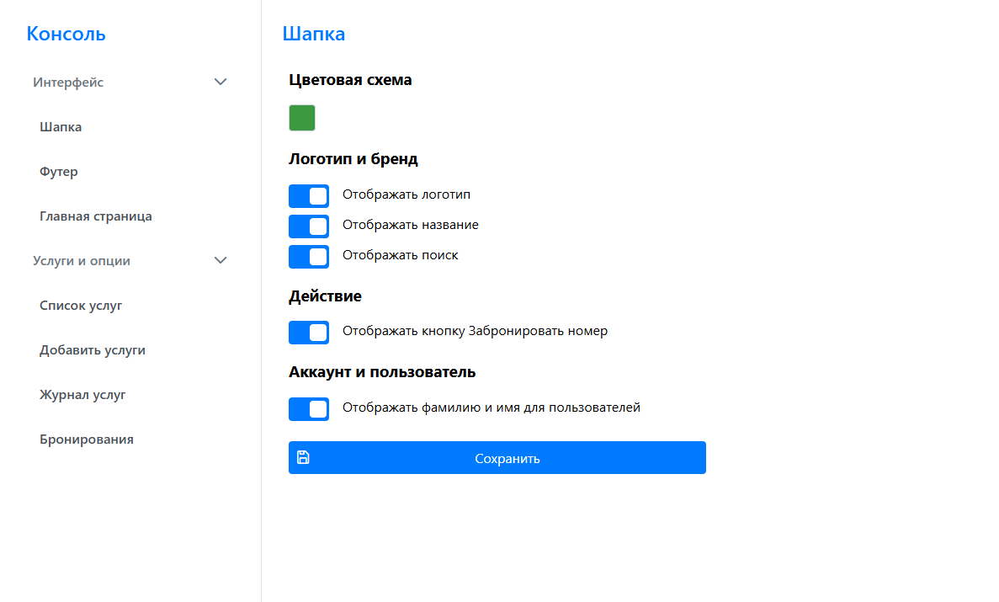 Консоль
Интерфейс
Шапка
Футер
Главная страница
Услуги и опции
Список услуг
Добавить услуги
Журнал услуг
Бронирования
Шапка
Цветовая схема
Логотип и бренд
Отображать логотип
Отображать название
Отображать поиск
Действие
Отображать кнопку Забронировать номер
Аккаунт и пользователь
Отображать фамилию и имя для пользователей
Сохранить